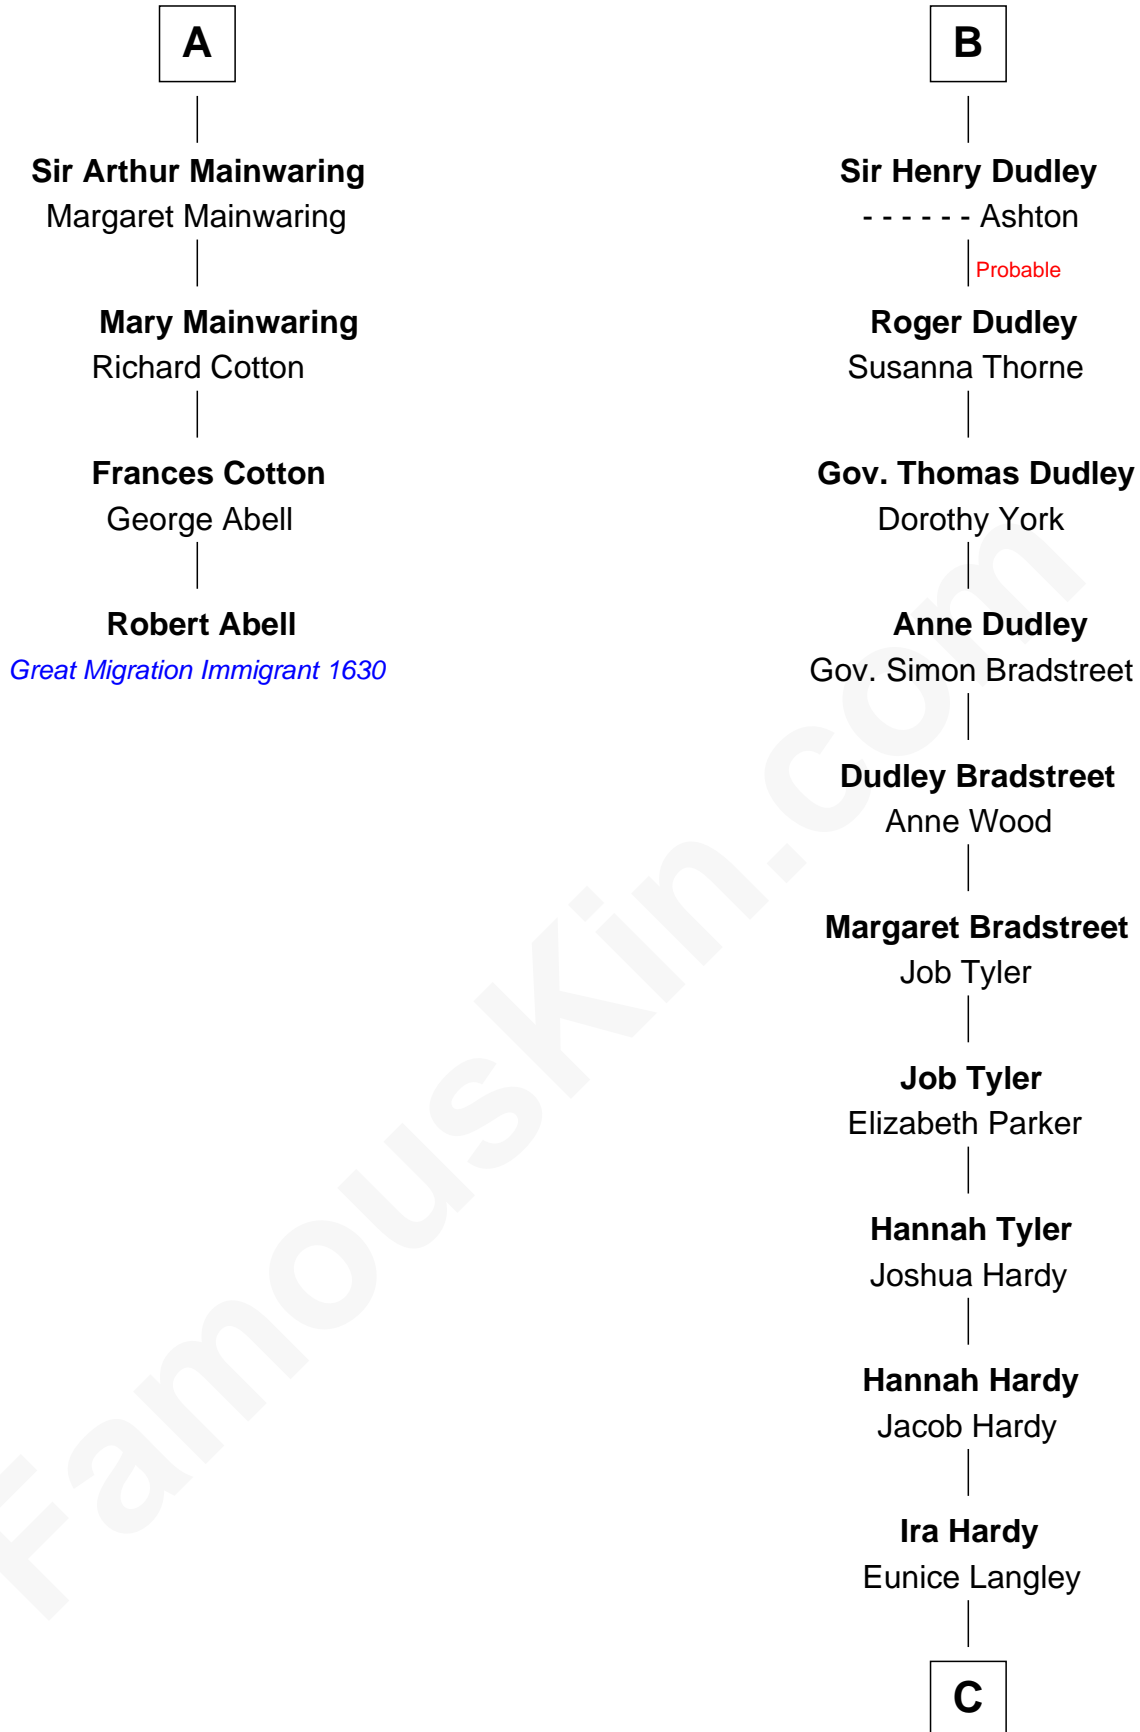 A
Sir Arthur Mainwaring
Margaret Mainwaring
Mary Mainwaring
Richard Cotton
Frances Cotton
George Abell
Robert Abell
Great Migration Immigrant 1630
B
Sir Henry Dudley
- - - - - - Ashton
Probable
Roger Dudley
Susanna Thorne
Gov. Thomas Dudley
Dorothy York
Anne Dudley
Gov. Simon Bradstreet
Dudley Bradstreet
Anne Wood
Margaret Bradstreet
Job Tyler
Job Tyler
Elizabeth Parker
Hannah Tyler
Joshua Hardy
Hannah Hardy
Jacob Hardy
Ira Hardy
Eunice Langley
C
FamousKin.com